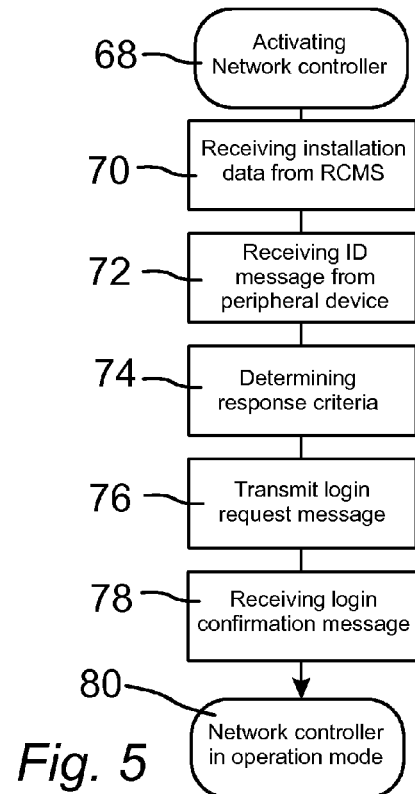 68
Activating
Network controller
70
Receiving installation
data from RCMS
72
Receiving ID
message from
peripheral device
74
Determining
response criteria
76
Transmit login
request message
78
Receiving login
confirmation message
80
Network controller
in operation mode
Fig. 5